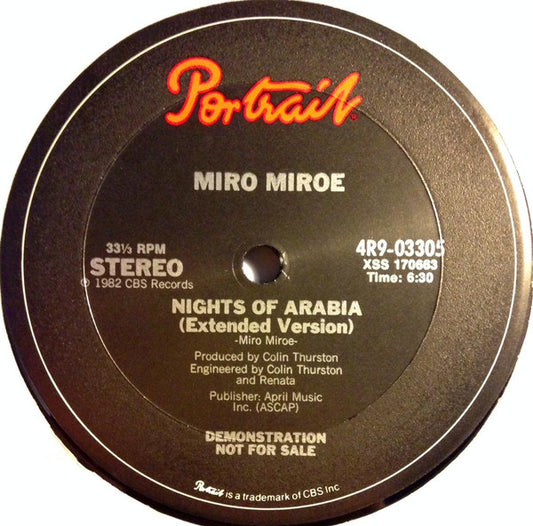 Portrait
MIRO MIROE
33⅓ RPM
STEREO
℗ 1982 CBS Records
4R9-03305
XSS 170663
Time: 6:30
NIGHTS OF ARABIA
(Extended Version)
-Miro Miroe-
Produced by Colin Thurston
Engineered by Colin Thurston
and Renata
Publisher: April Music
Inc. (ASCAP)
DEMONSTRATION
NOT FOR SALE
Portrait is a trademark of CBS Inc